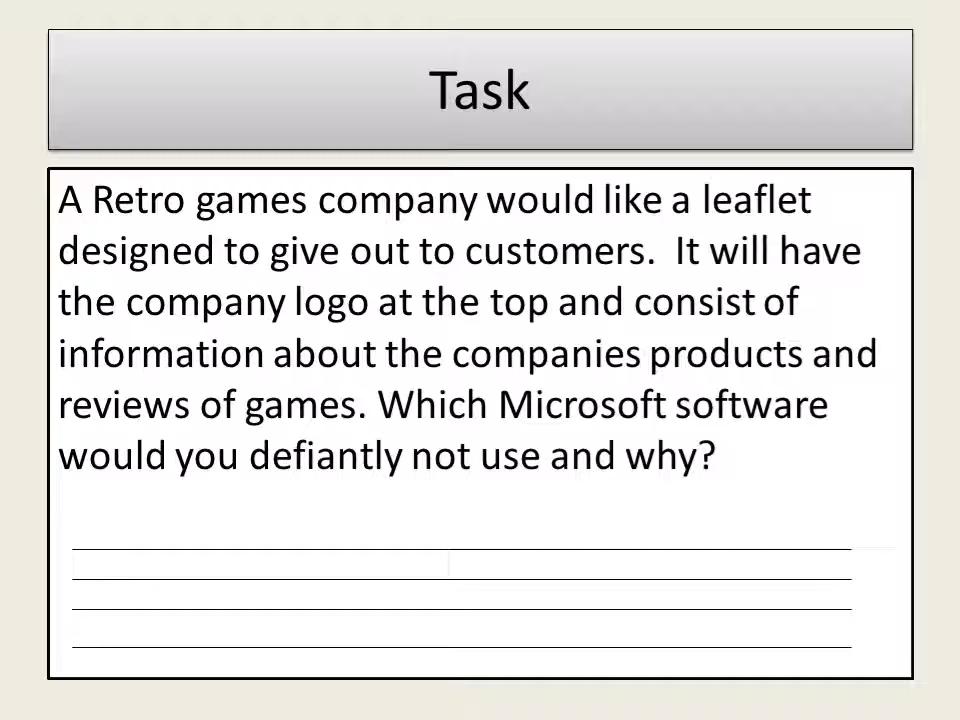 Task
A Retro games company would like a leaflet
designed to give out to customers.  It will have
the company logo at the top and consist of
information about the companies products and
reviews of games. Which Microsoft software
would you defiantly not use and why?